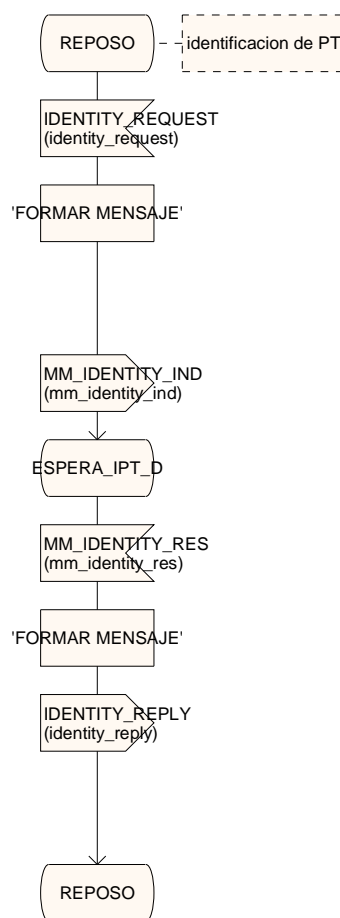 REPOSO
identificacion de PT
IDENTITY_REQUEST
(identity_request)
'FORMAR MENSAJE'
MM_IDENTITY_IND
(mm_identity_ind)
ESPERA_IPT_D
MM_IDENTITY_RES
(mm_identity_res)
'FORMAR MENSAJE'
IDENTITY_REPLY
(identity_reply)
REPOSO